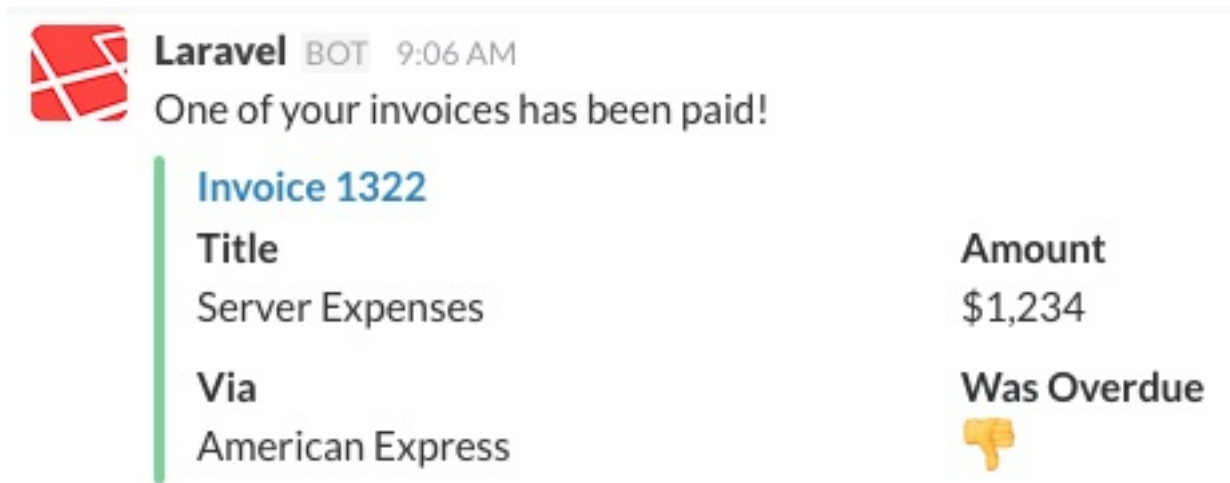 Laravel BOT 9:06 AM
One of your invoices has been paid!
Invoice 1322
Title Amount
Server Expenses $1,234
Via Was Overdue
American Express 👎